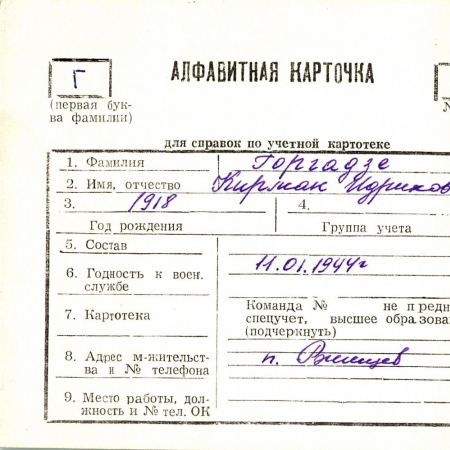 Г
АЛФАВИТНАЯ КАРТОЧКА
(первая бук-
ва фамилии)
для справок по учетной картотеке
1. Фамилия Горгадзе
2. Имя, отчество Кирман
3. 1918 4.
Год рождения Группа учета
5. Состав
11.01.1944г
6. Годность к воен.
службе
Команда № не предн
7. Картотека спецучет, высшее образова
(подчеркнуть)
8. Адрес м-жительст-
ва и № телефона п.
9. Место работы, дол-
жность и № тел. ОК